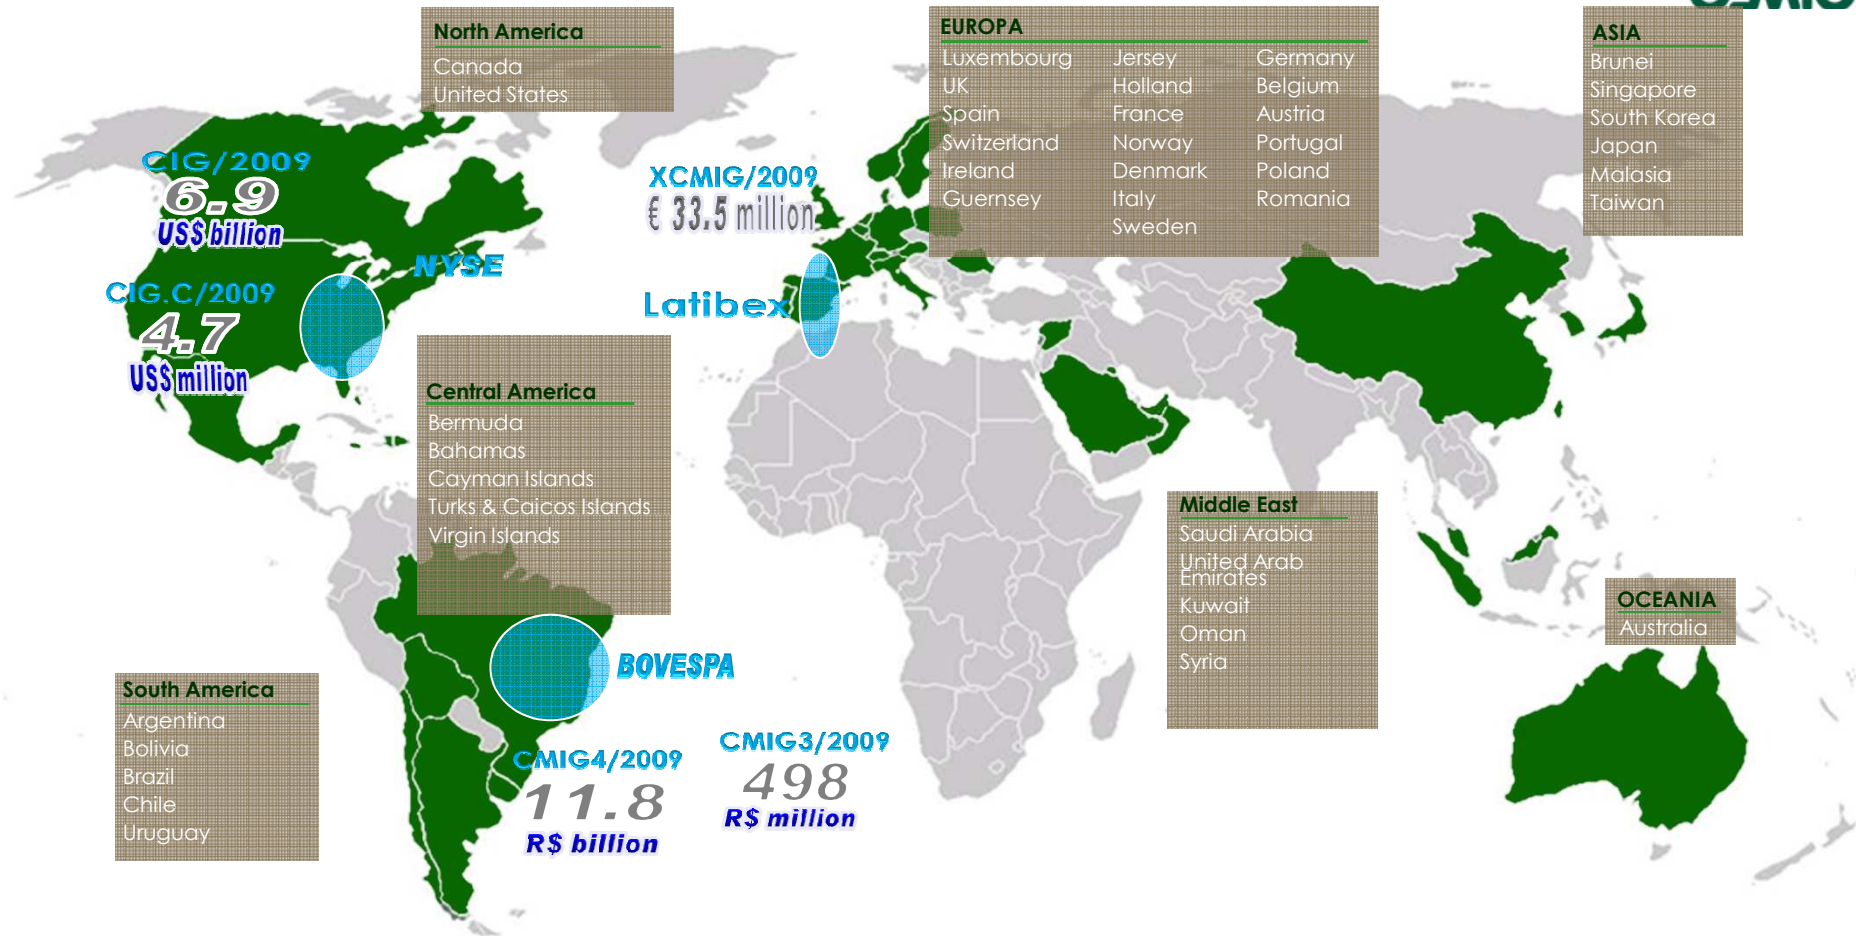 North America
Canada
United States
EUROPA
Luxembourg Jersey Germany
UK Holland Belgium
Spain France Austria
Switzerland Norway Portugal
Ireland Denmark Poland
Guernsey Italy Romania
Sweden
ASIA
Brunei
Singapore
South Korea
Japan
Malasia
Taiwan
CIG/2009
6.9
US$ billion
NYSE
CIG.C/2009
4.7
US$ million
XCMIG/2009
€ 33.5 million
Latibex
Central America
Bermuda
Bahamas
Cayman Islands
Turks & Caicos Islands
Virgin Islands
Middle East
Saudi Arabia
United Arab
Emirates
Kuwait
Oman
Syria
OCEANIA
Australia
BOVESPA
South America
Argentina
Bolivia
Brazil
Chile
Uruguay
CMIG4/2009
11.8
R$ billion
CMIG3/2009
498
R$ million